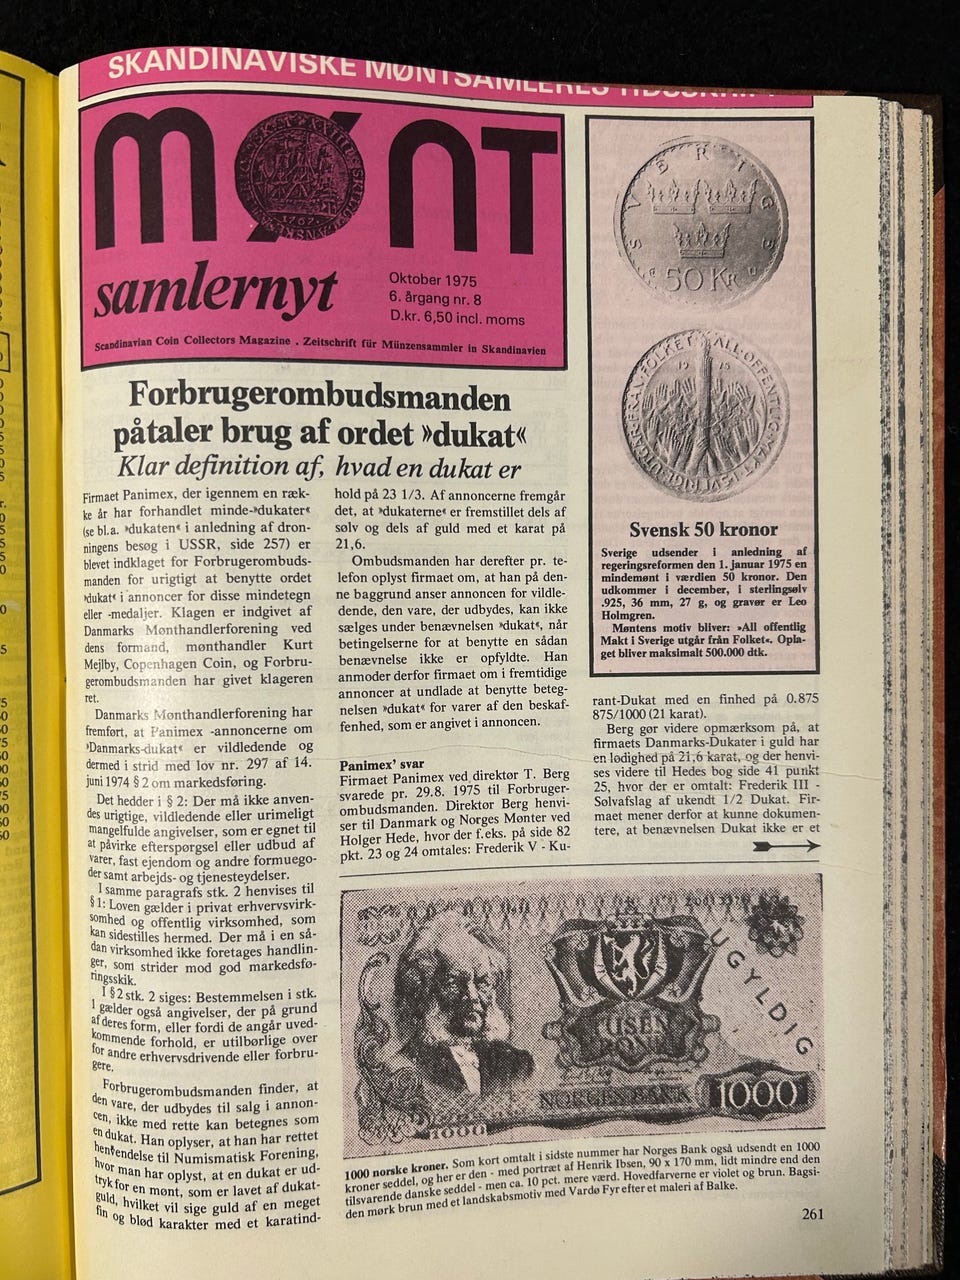 SKANDINAVISKE MØNTSAMLERES TIDSSKRIFT
MØNT
1767
samlernyt
Oktober 1975
6. årgang nr. 8
D.kr. 6,50 incl. moms
Scandinavian Coin Collectors Magazine . Zeitschrift für Münzensammler in Skandinavien
Forbrugerombudsmanden
påtaler brug af ordet »dukat«
Klar definition af, hvad en dukat er
Firmaet Panimex, der igennem en ræk-
ke år har forhandlet minde-»dukater«
(se bl.a. »dukaten« i anledning af dron-
ningens besøg i USSR, side 257) er
blevet indklaget for Forbrugerombuds-
manden for urigtigt at benytte ordet
»dukat« i annoncer for disse mindetegn
eller -medaljer. Klagen er indgivet af
Danmarks Mønthandlerforening ved
dens formand, mønthandler Kurt
Mejlby, Copenhagen Coin, og Forbru-
gerombudsmanden har givet klageren
ret.
Danmarks Mønthandlerforening har
fremført, at Panimex -annoncerne om
»Danmarks-dukat« er vildledende og
dermed i strid med lov nr. 297 af 14.
juni 1974 § 2 om markedsføring.
Det hedder i § 2: Der må ikke anven-
des urigtige, vildledende eller urimeligt
mangelfulde angivelser, som er egnet til
at påvirke efterspørgsel eller udbud af
varer, fast ejendom og andre formuego-
der samt arbejds- og tjenesteydelser.
I samme paragrafs stk. 2 henvises til
§ 1: Loven gælder i privat erhvervsvirk-
somhed og offentlig virksomhed, som
kan sidestilles hermed. Der må i en så-
dan virksomhed ikke foretages handlin-
ger, som strider mod god markedsfø-
ringsskik.
I § 2 stk. 2 siges: Bestemmelsen i stk.
1 gælder også angivelser, der på grund
af deres form, eller fordi de angår uved-
kommende forhold, er utilbørlige over
for andre erhvervsdrivende eller forbru-
gere.
Forbrugerombudsmanden finder, at
den vare, der udbydes til salg i annon-
cen, ikke med rette kan betegnes som
en dukat. Han oplyser, at han har rettet
henvendelse til Numismatisk Forening,
hvor man har oplyst, at en dukat er ud-
tryk for en mønt, som er lavet af dukat-
guld, hvilket vil sige guld af en meget
fin og blød karakter med et karatind-
hold på 23 1/3. Af annoncerne fremgår
det, at »dukaterne« er fremstillet dels af
sølv og dels af guld med et karat på
21,6.
Ombudsmanden har derefter pr. te-
lefon oplyst firmaet om, at han på den-
ne baggrund anser annoncen for vildle-
dende, den vare, der udbydes, kan ikke
sælges under benævnelsen »dukat«, når
betingelserne for at benytte en sådan
benævnelse ikke er opfyldte. Han
anmoder derfor firmaet om i fremtidige
annoncer at undlade at benytte beteg-
nelsen »dukat« for varer af den beskaf-
fenhed, som er angivet i annoncen.
Panimex' svar
Firmaet Panimex ved direktør T. Berg
svarede pr. 29.8. 1975 til Forbruger-
ombudsmanden. Direktør Berg henvi-
ser til Danmark og Norges Mønter ved
Holger Hede, hvor der f.eks. på side 82
pkt. 23 og 24 omtales: Frederik V - Ku-
SVERIGE
50 KR
U
UTGÅR FRÅN FOLKET ALL OFFENTLIG MAKT I SVERIGE
1975
Svensk 50 kronor
Sverige udsender i anledning af
regeringsreformen den 1. januar 1975 en
mindemønt i værdien 50 kronor. Den
udkommer i december, i sterlingsølv
.925, 36 mm, 27 g, og gravør er Leo
Holmgren.
Møntens motiv bliver: »All offentlig
Makt i Sverige utgår från Folket«. Opla-
get bliver maksimalt 500.000 dtk.
rant-Dukat med en finhed på 0.875
875/1000 (21 karat).
Berg gør videre opmærksom på, at
firmaets Danmarks-Dukater i guld har
en lødighed på 21,6 karat, og der henvi-
ses videre til Hedes bog side 41 punkt
25, hvor der er omtalt: Frederik III -
Sølvafslag af ukendt 1/2 Dukat. Fir-
maet mener derfor at kunne dokumen-
tere, at benævnelsen Dukat ikke er et
UGYLDIG
TUSEN
KRONER
NORGES BANK
1000
1000
1000 norske kroner. Som kort omtalt i sidste nummer har Norges Bank også udsendt en 1000
kroner seddel, og her er den - med portræt af Henrik Ibsen, 90 x 170 mm, lidt mindre end den
tilsvarende danske seddel - men ca. 10 pct. mere værd. Hovedfarverne er violet og brun. Bagsi-
den mørk brun med et landskabsmotiv med Vardø Fyr efter et maleri af Balke.
261